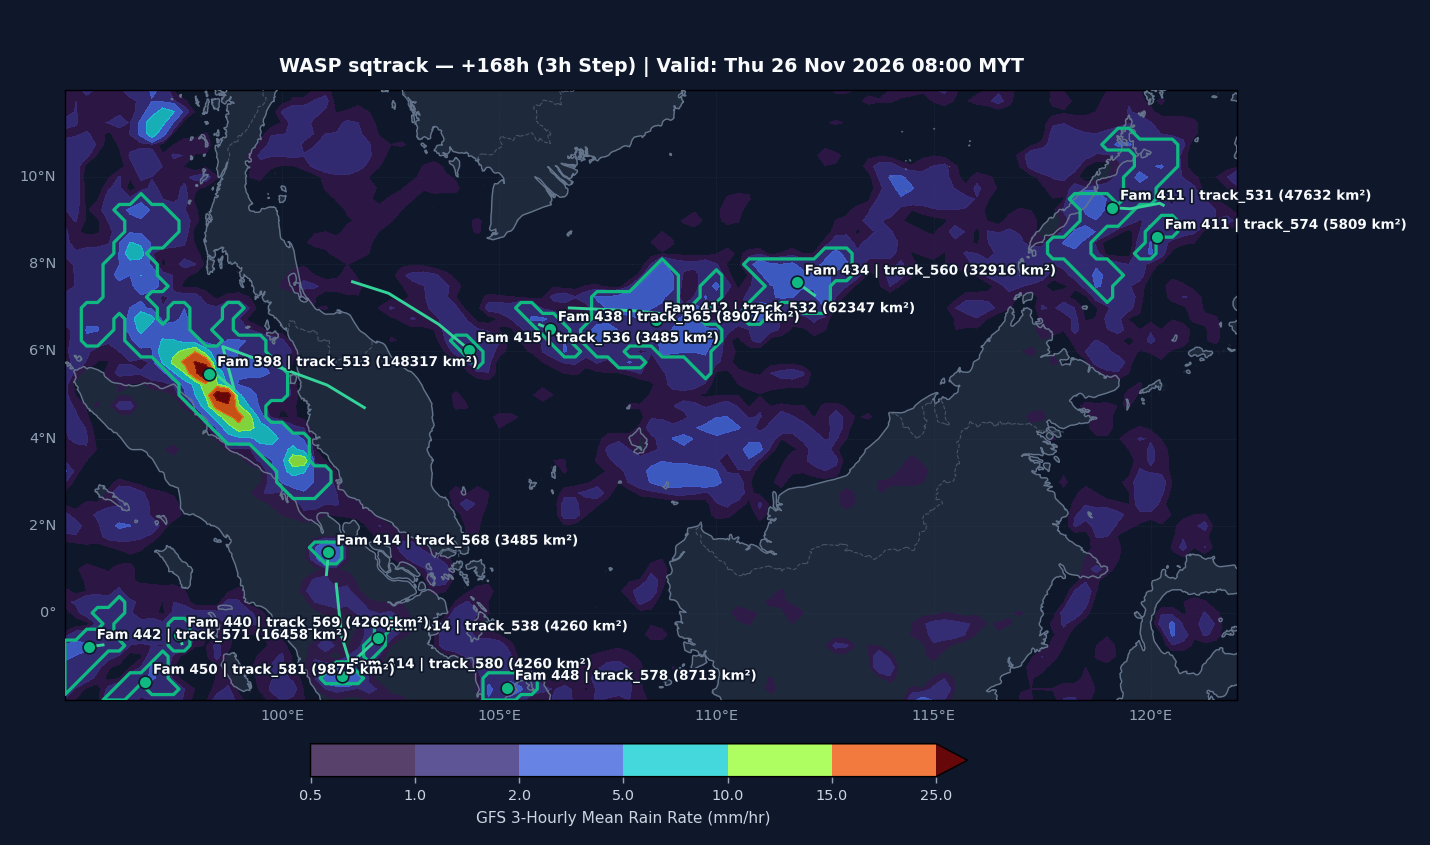 WASP sqtrack — +168h (3h Step) | Valid: Thu 26 Nov 2026 08:00 MYT
10°N
8°N
6°N
4°N
2°N
0°
Fam 411 | track_531 (47632 km²)
Fam 411 | track_574 (5809 km²)
Fam 434 | track_560 (32916 km²)
Fam 412 | track_532 (62347 km²)
Fam 438 | track_565 (8907 km²)
Fam 415 | track_536 (3485 km²)
Fam 398 | track_513 (148317 km²)
Fam 414 | track_568 (3485 km²)
Fam 440 | track_569 (4260 km²)
Fam 414 | track_538 (4260 km²)
Fam 442 | track_571 (16458 km²)
Fam 414 | track_580 (4260 km²)
Fam 450 | track_581 (9875 km²)
Fam 448 | track_578 (8713 km²)
100°E 105°E 110°E 115°E 120°E
0.5 1.0 2.0 5.0 10.0 15.0 25.0
GFS 3-Hourly Mean Rain Rate (mm/hr)